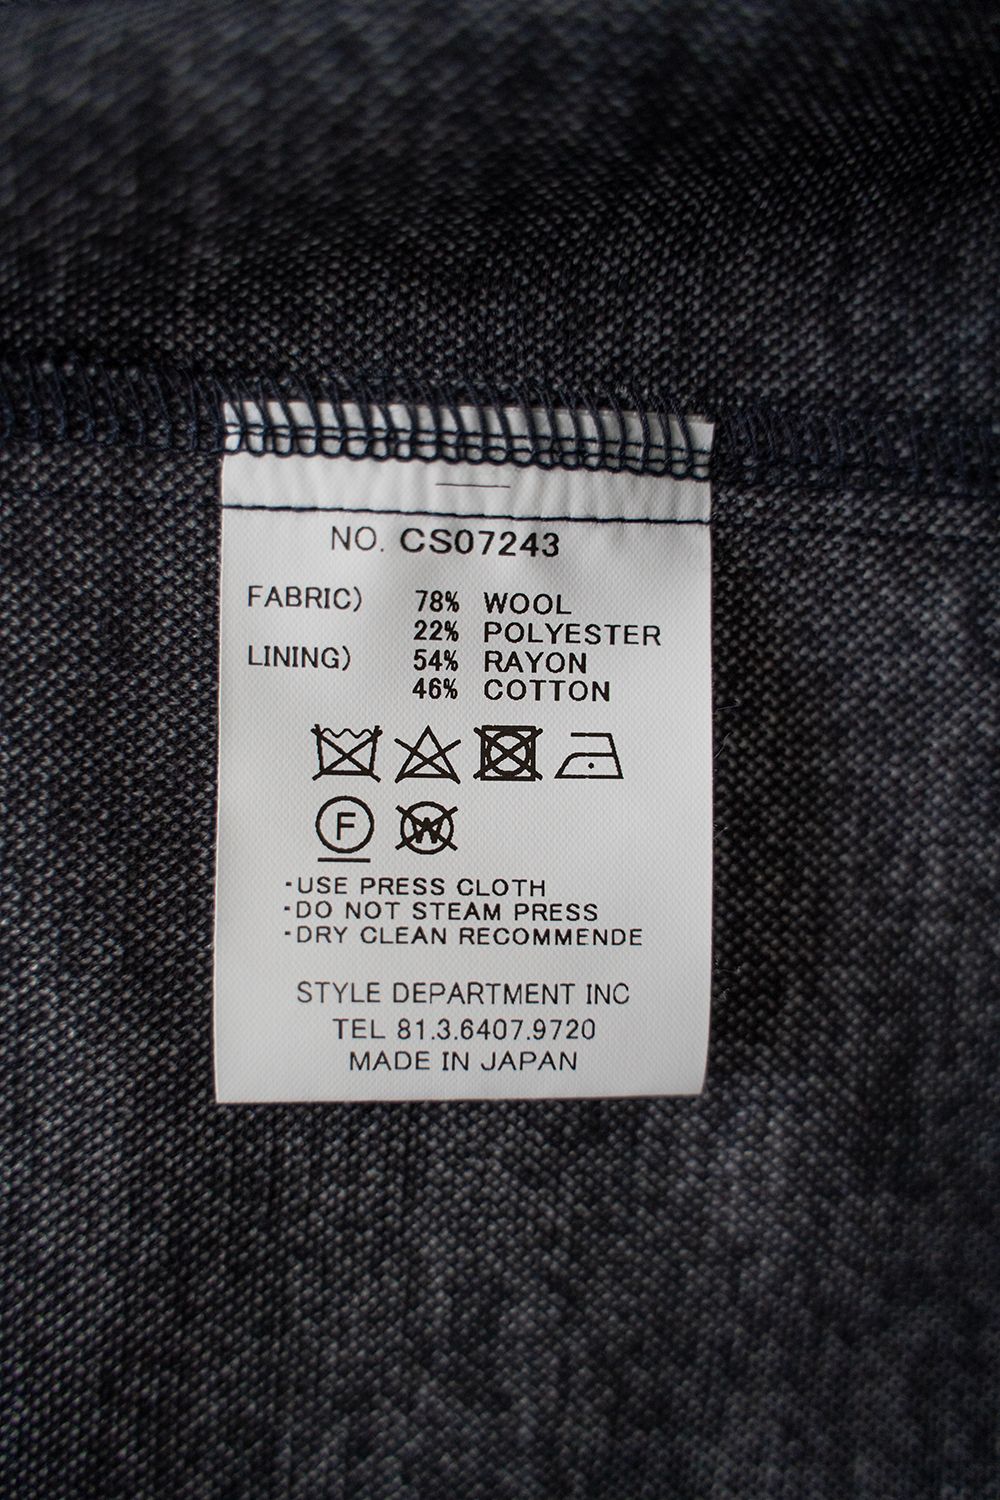 NO. CS07243
FABRIC) 78% WOOL
22% POLYESTER
LINING) 54% RAYON
46% COTTON
F W
·USE PRESS CLOTH
·DO NOT STEAM PRESS
·DRY CLEAN RECOMMENDE
STYLE DEPARTMENT INC
TEL 81.3.6407.9720
MADE IN JAPAN